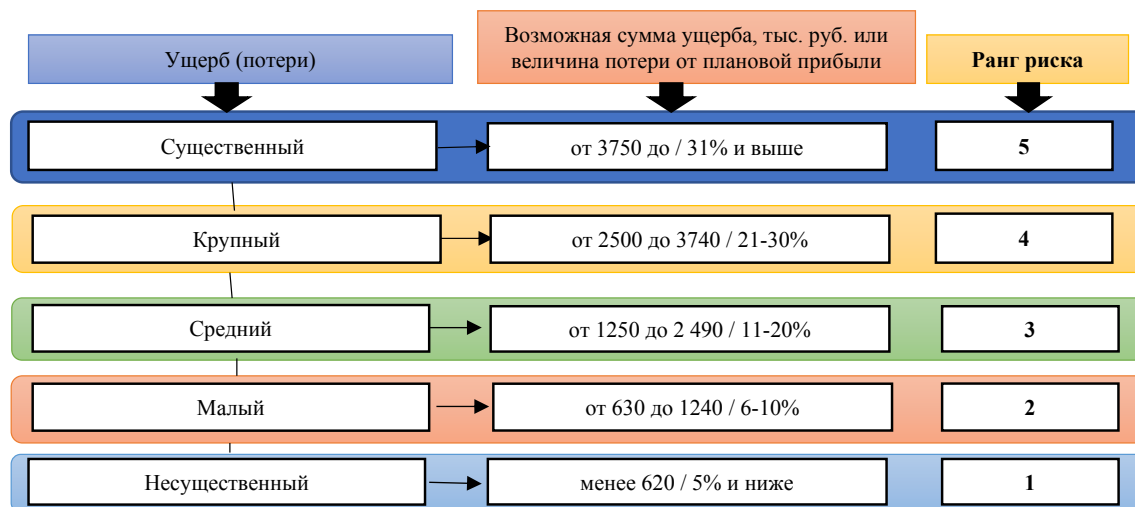 Ущерб (потери)
Возможная сумма ущерба, тыс. руб. или
величина потери от плановой прибыли
Ранг риска
Существенный
от 3750 до / 31% и выше
5
Крупный
от 2500 до 3740 / 21-30%
4
Средний
от 1250 до 2 490 / 11-20%
3
Малый
от 630 до 1240 / 6-10%
2
Несущественный
менее 620 / 5% и ниже
1